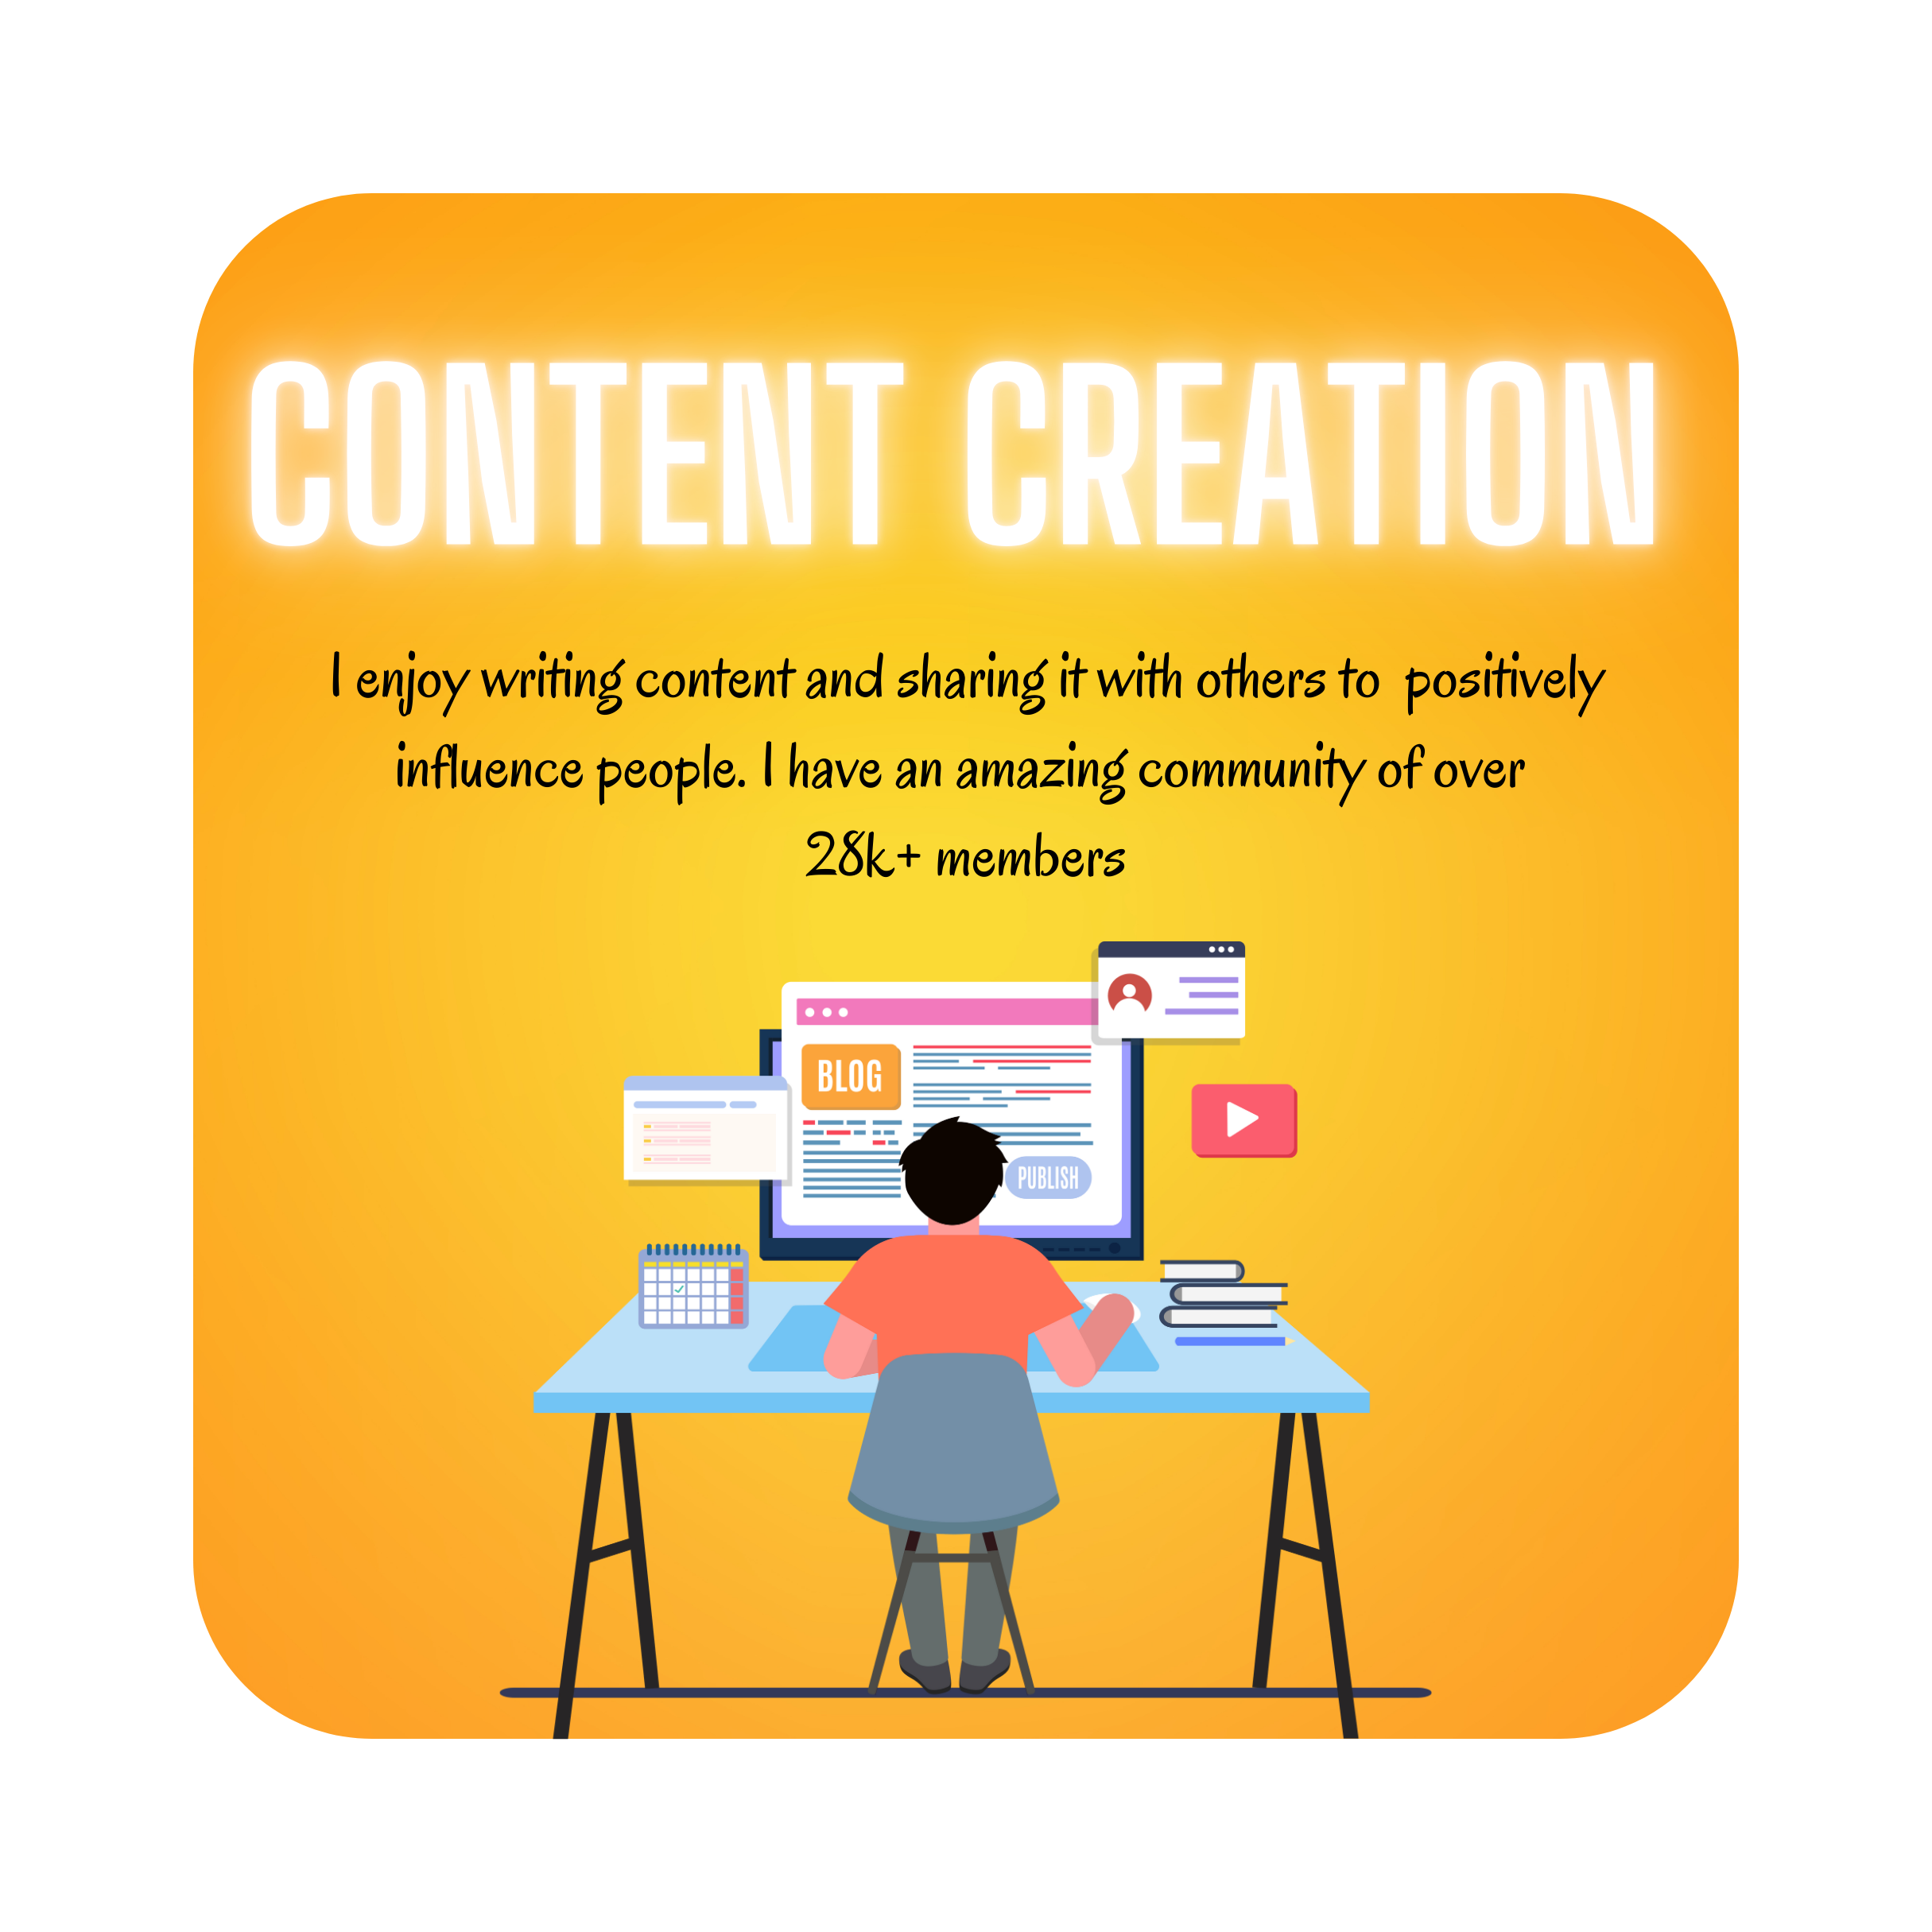 CONTENT CREATION
I enjoy writing content and sharing it with others to positively
influence people. I have an amazing community of over
28k+ members
BLOG
PUBLISH